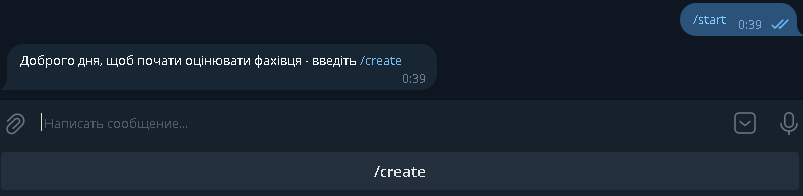 /start 0:39
Доброго дня, щоб почати оцінювати фахівця - введіть /create
0:39
Написать сообщение...
/create